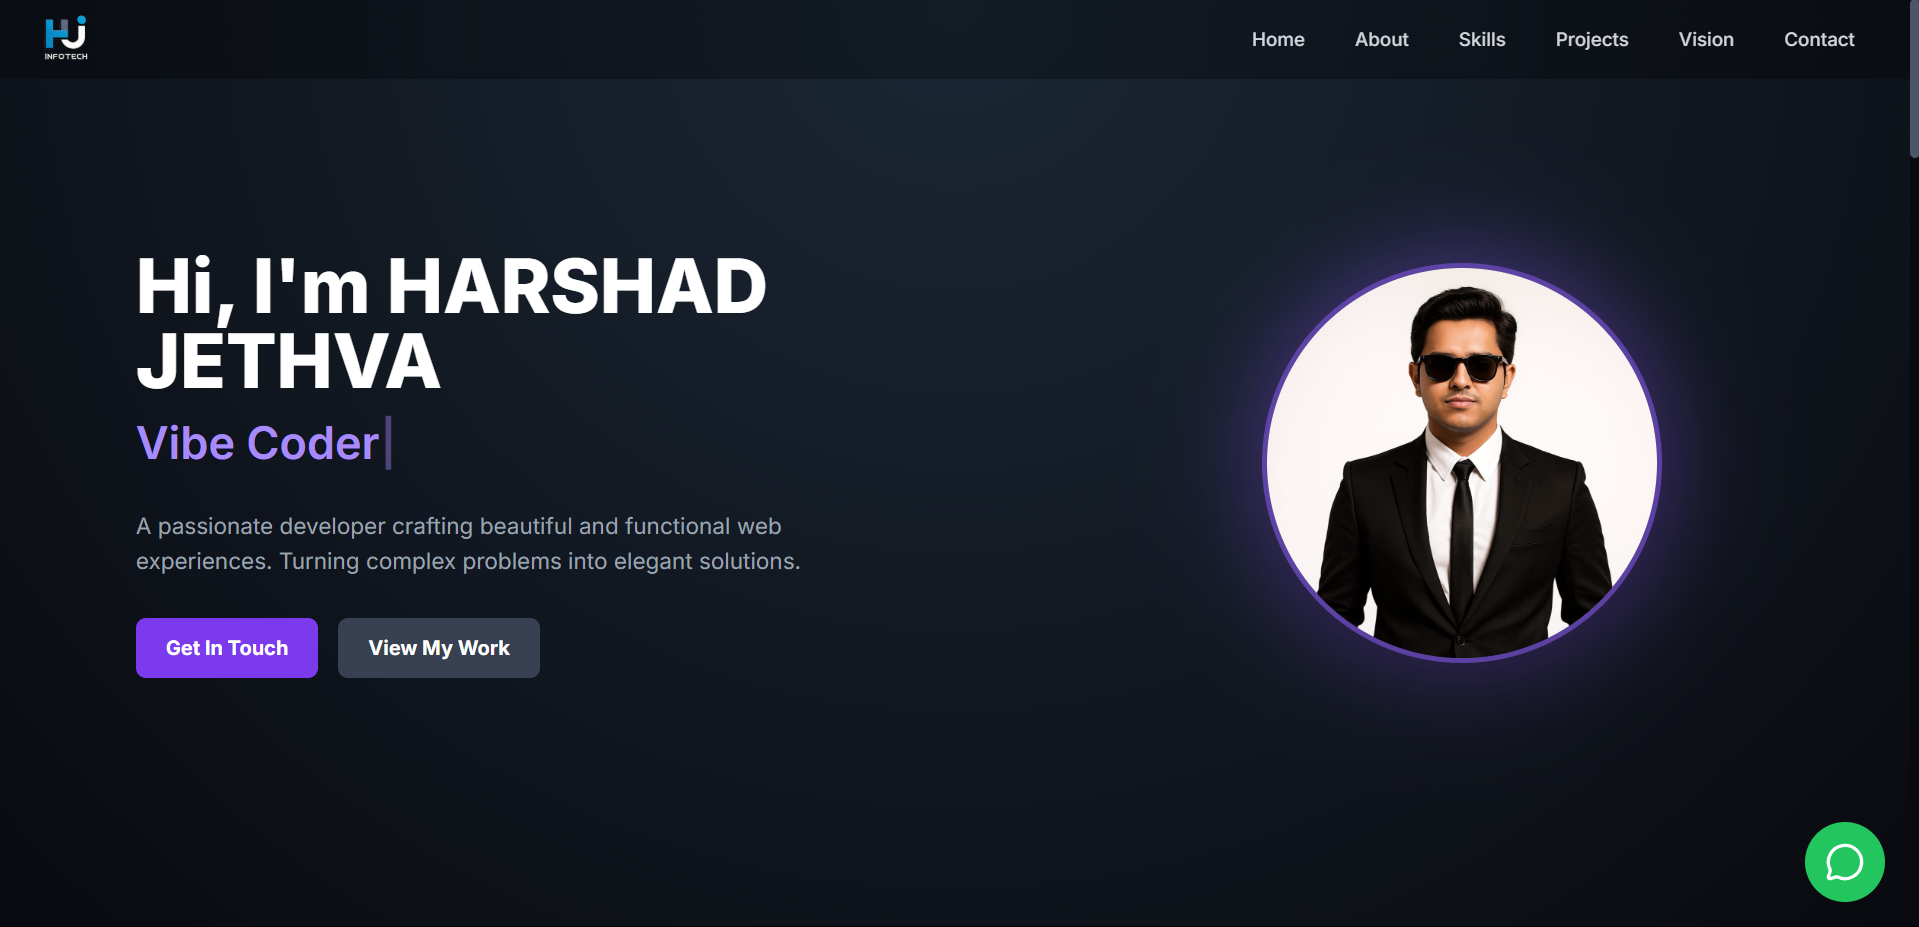 HJ
INFOTECH
Home About Skills Projects Vision Contact
Hi, I'm HARSHAD
JETHVA
Vibe Coder
A passionate developer crafting beautiful and functional web
experiences. Turning complex problems into elegant solutions.
Get In Touch View My Work